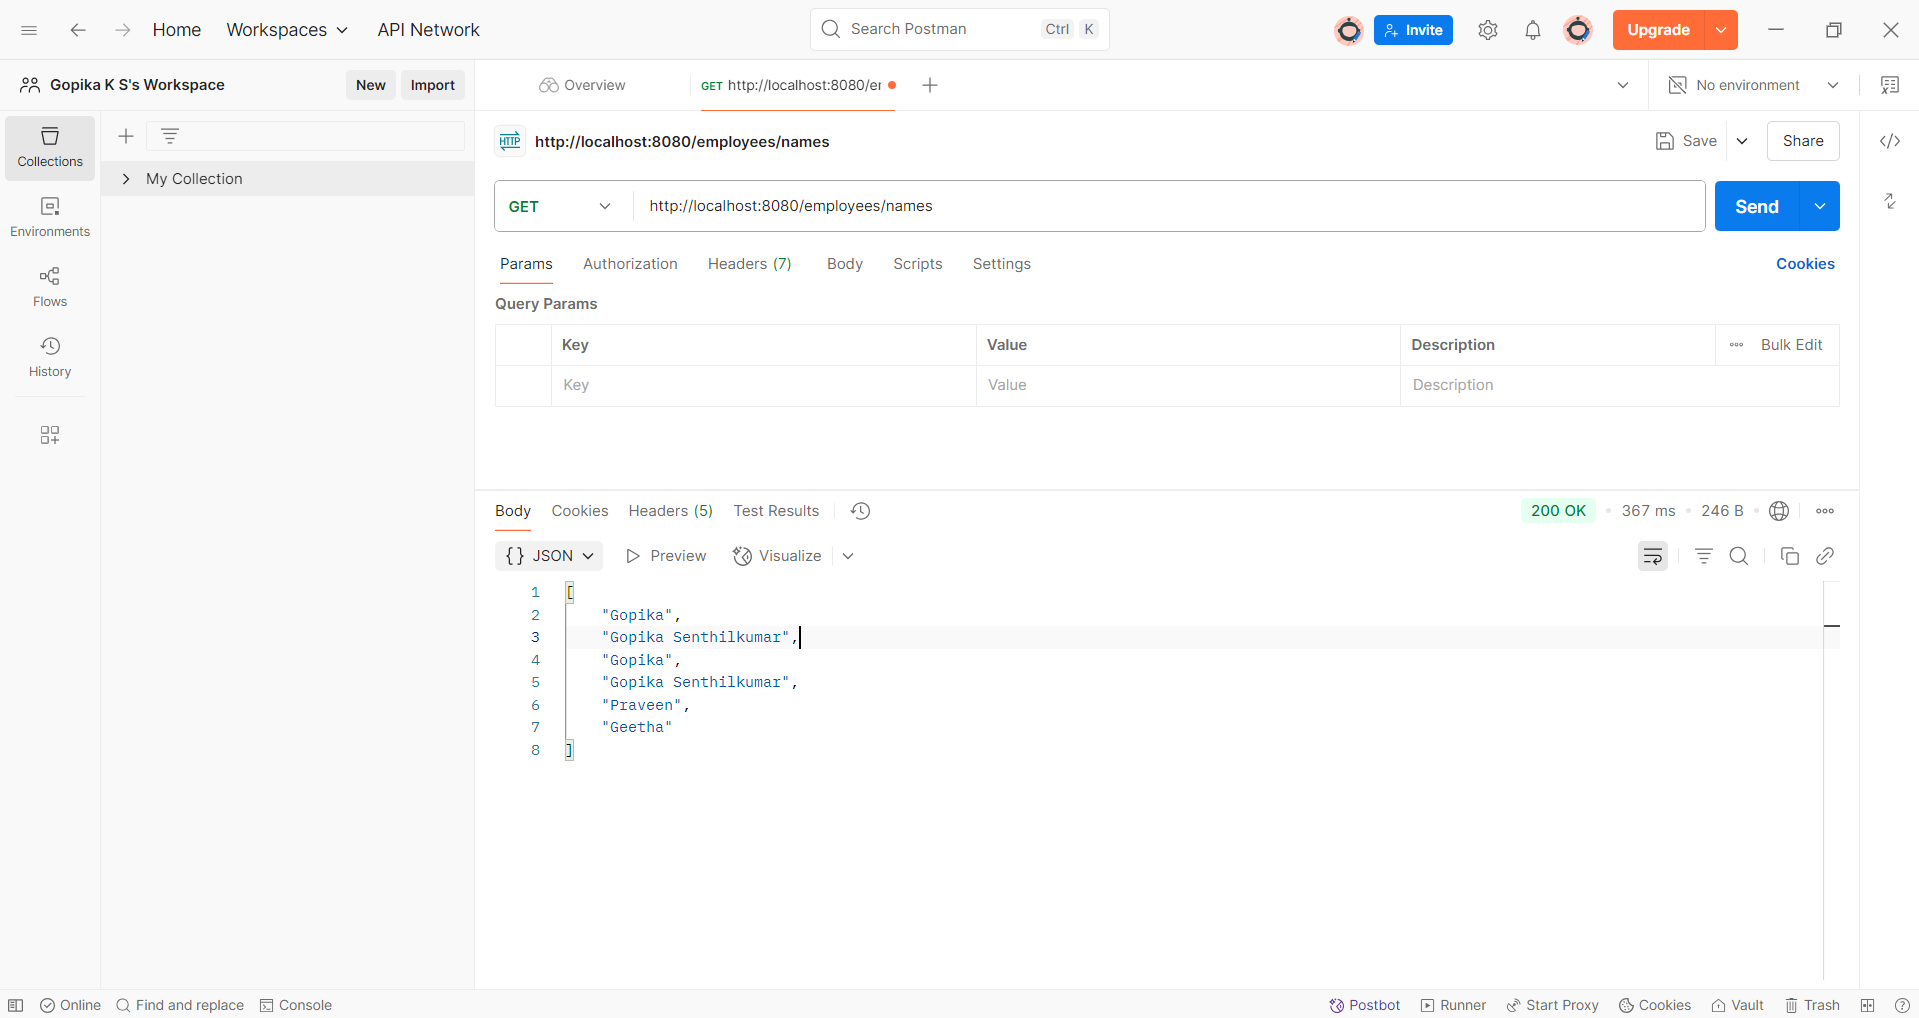 Home Workspaces API Network Search Postman Ctrl K Invite Upgrade
Gopika K S's Workspace New Import Overview GET http://localhost:8080/er No environment
Collections
My Collection
Environments
Flows
History
HTTP http://localhost:8080/employees/names Save Share
GET http://localhost:8080/employees/names Send
Params Authorization Headers (7) Body Scripts Settings Cookies
Query Params
Key Value Description Bulk Edit
Key Value Description
Body Cookies Headers (5) Test Results 200 OK 367 ms 246 B
{} JSON Preview Visualize
1 [
2 "Gopika",
3 "Gopika Senthilkumar",
4 "Gopika",
5 "Gopika Senthilkumar",
6 "Praveen",
7 "Geetha"
8 ]
Online Find and replace Console Postbot Runner Start Proxy Cookies Vault Trash